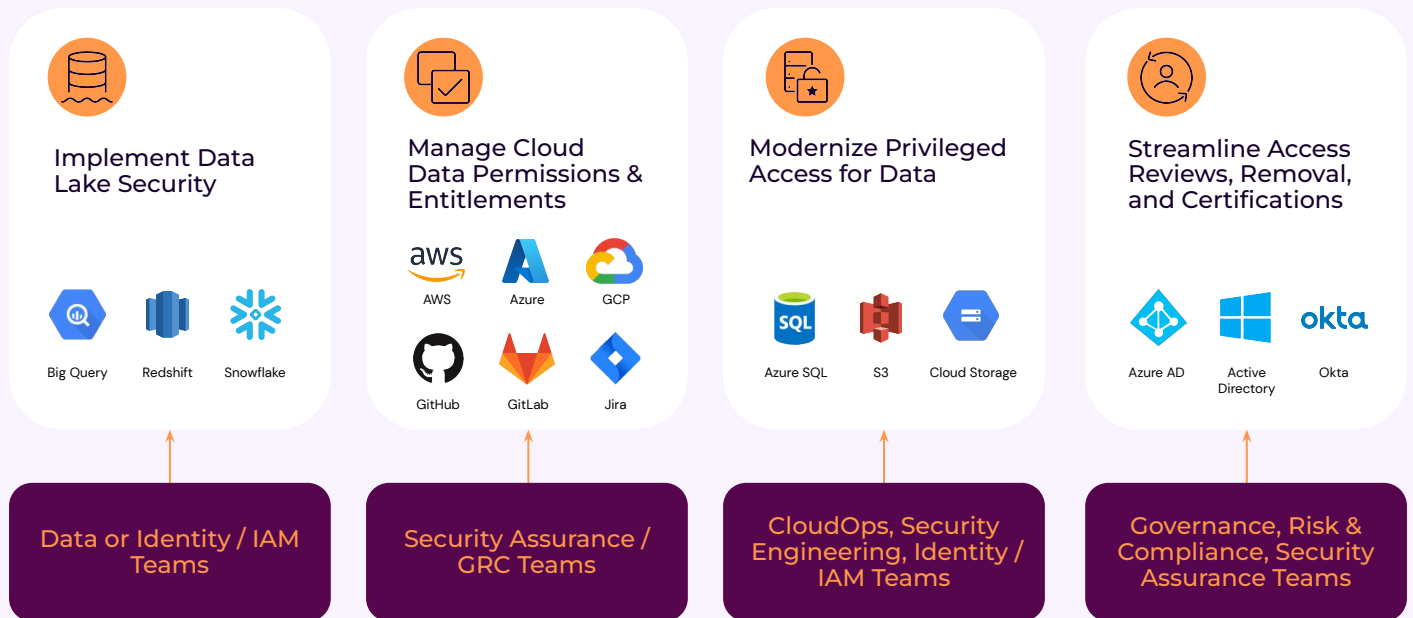 Implement Data
Lake Security
Big Query
Redshift
Snowflake
Manage Cloud
Data Permissions &
Entitlements
aws
AWS
Azure
GCP
GitHub
GitLab
Jira
Modernize Privileged
Access for Data
SQL
Azure SQL
S3
Cloud Storage
Streamline Access
Reviews, Removal,
and Certifications
okta
Azure AD
Active
Directory
Okta
Data or Identity / IAM
Teams
Security Assurance /
GRC Teams
CloudOps, Security
Engineering, Identity /
IAM Teams
Governance, Risk &
Compliance, Security
Assurance Teams